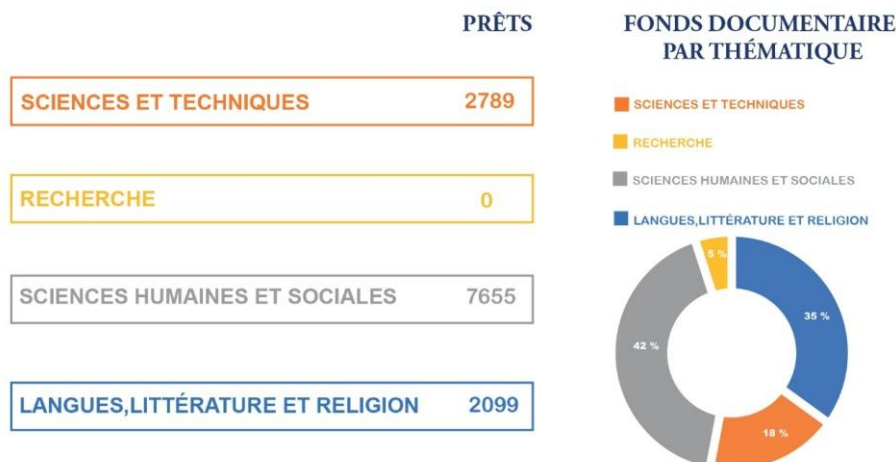 PRÊTS
SCIENCES ET TECHNIQUES 2789
RECHERCHE 0
SCIENCES HUMAINES ET SOCIALES 7655
LANGUES,LITTÉRATURE ET RELIGION 2099
FONDS DOCUMENTAIRE
PAR THÉMATIQUE
SCIENCES ET TECHNIQUES
RECHERCHE
SCIENCES HUMAINES ET SOCIALES
LANGUES,LITTÉRATURE ET RELIGION
5 %
35 %
42 %
18 %